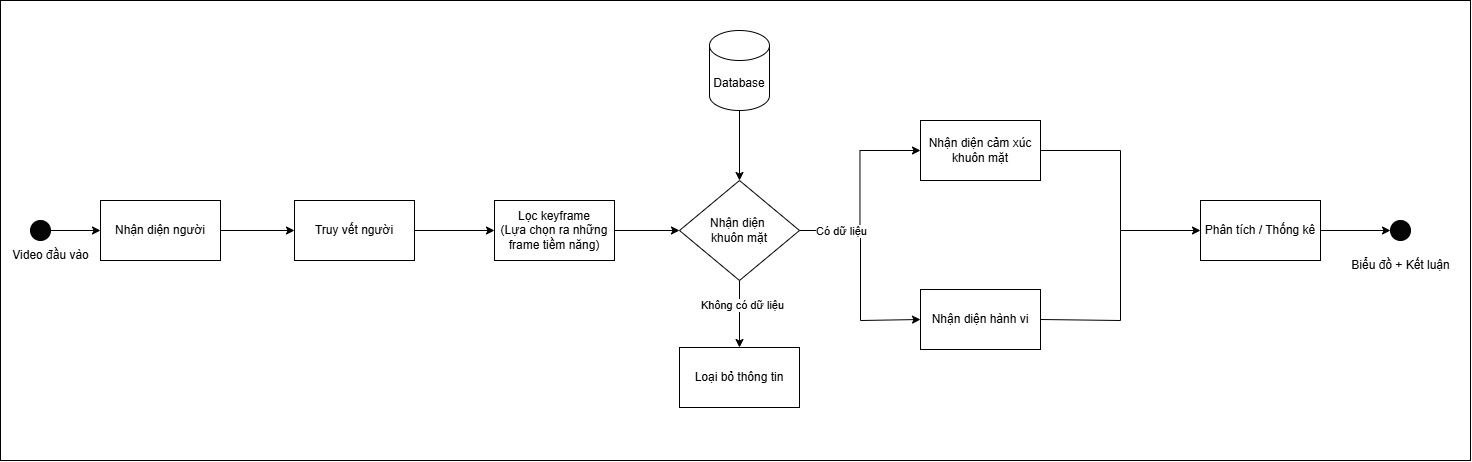 Database
Nhận diện cảm xúc
khuôn mặt
Video đầu vào
Nhận diện người
Truy vết người
Lọc keyframe
(Lựa chọn ra những
frame tiềm năng)
Nhận diện
khuôn mặt
Có dữ liệu
Không có dữ liệu
Loại bỏ thông tin
Nhận diện hành vi
Phân tích / Thống kê
Biểu đồ + Kết luận